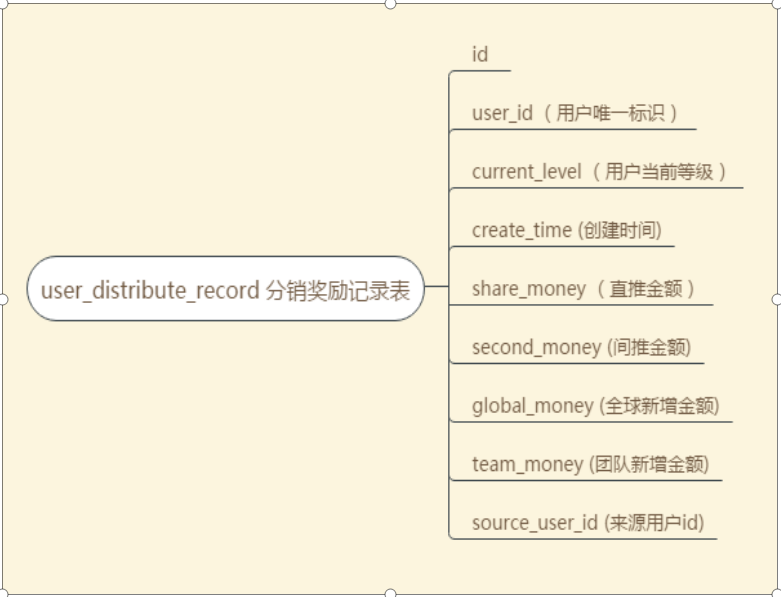 id
user_id （用户唯一标识）
current_level （用户当前等级）
create_time (创建时间)
user_distribute_record 分销奖励记录表
share_money （直推金额）
second_money (间推金额)
global_money (全球新增金额)
team_money (团队新增金额)
source_user_id (来源用户id)